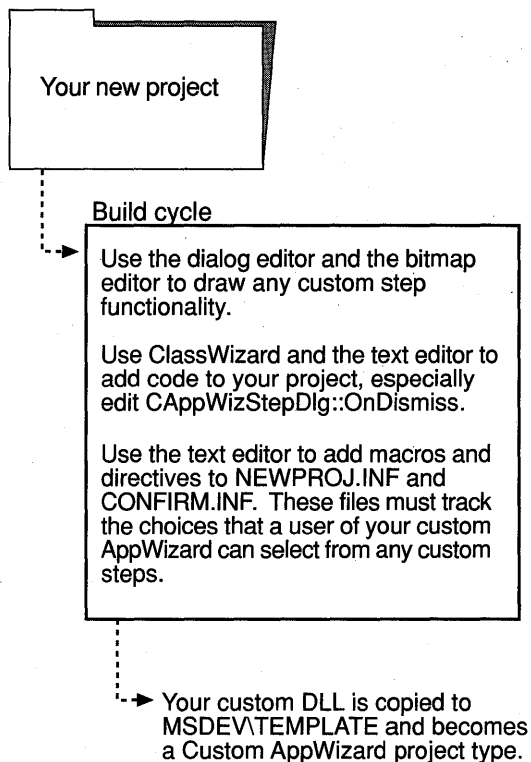 Your new project
Build cycle
Use the dialog editor and the bitmap
editor to draw any custom step
functionality.
Use ClassWizard and the text editor to
add code to your project, especially
edit CAppWizStepDlg::OnDismiss.
Use the text editor to add macros and
directives to NEWPROJ.INF and
CONFIRM.INF. These files must track
the choices that a user of your custom
AppWizard can select from any custom
steps.
Your custom DLL is copied to
MSDEV\TEMPLATE and becomes
a Custom AppWizard project type.